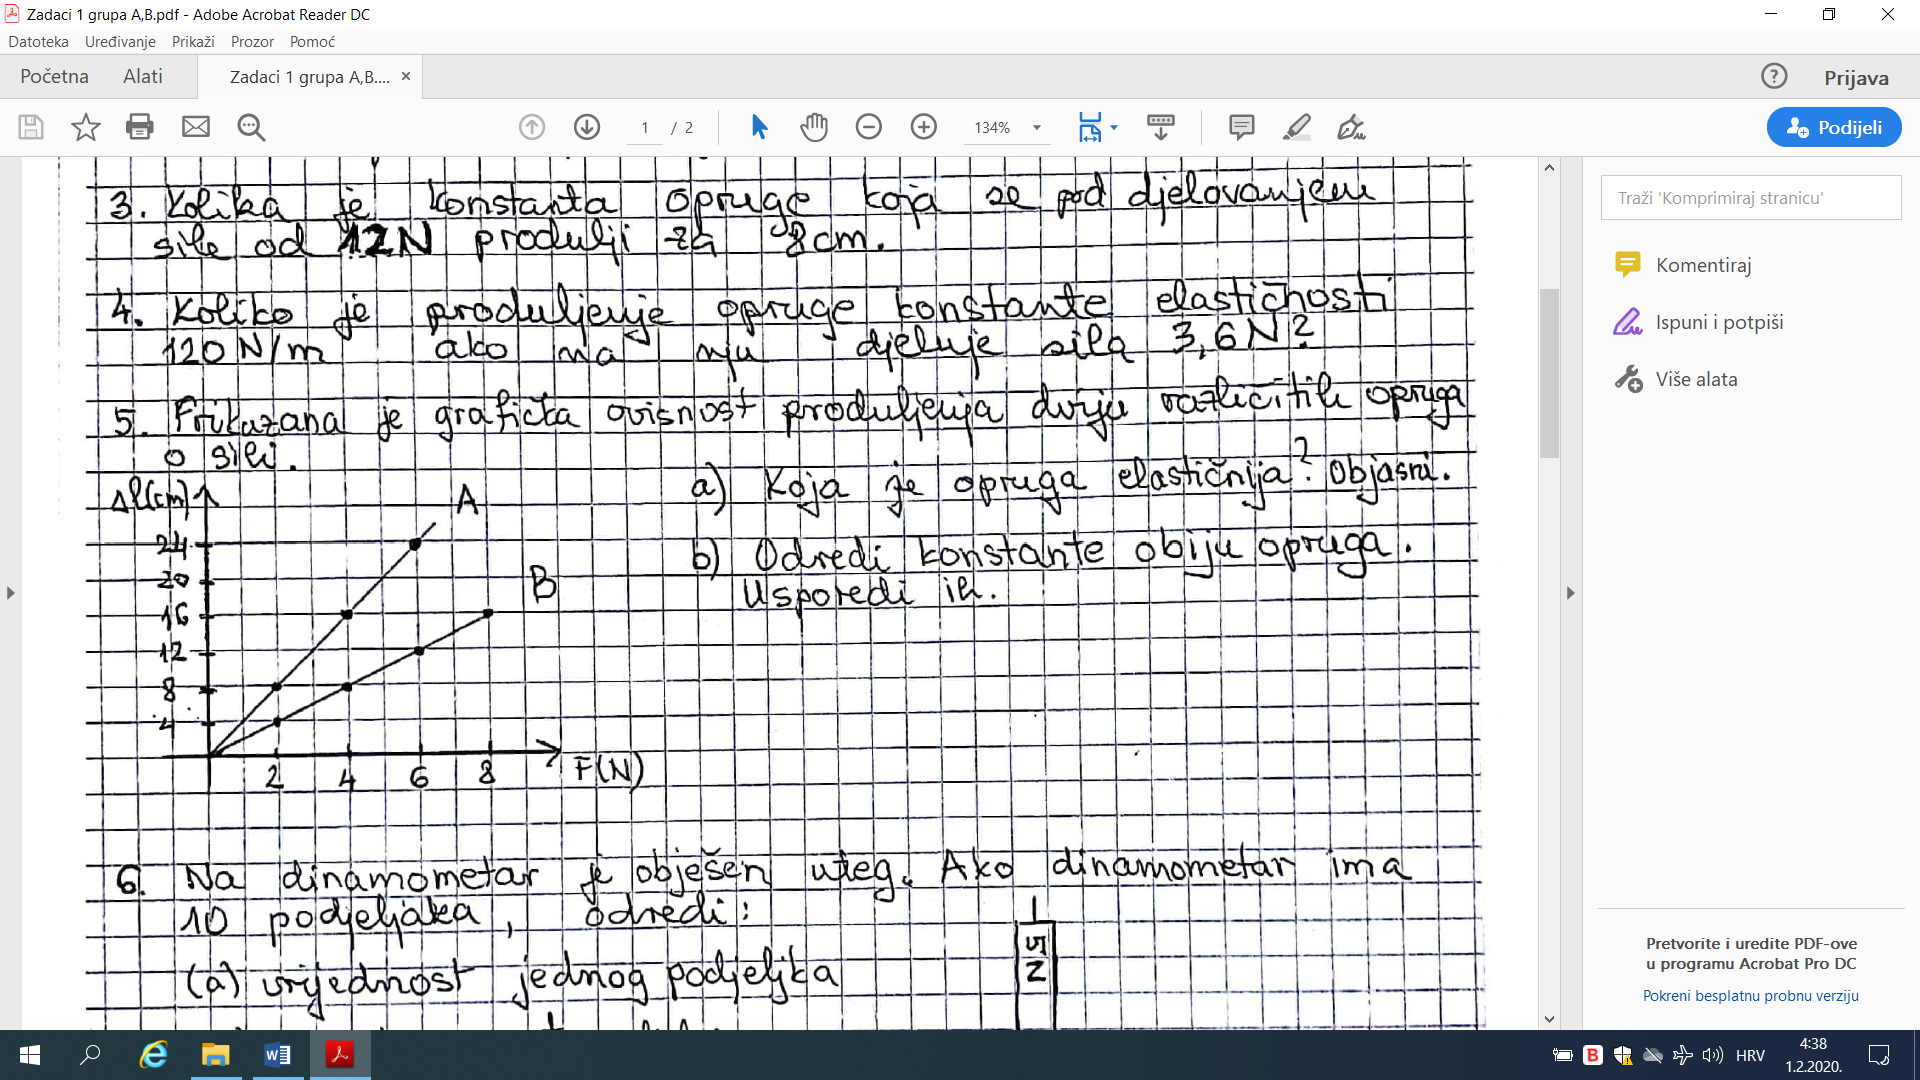 Zadaci 1 grupa A,B.pdf - Adobe Acrobat Reader DC
Datoteka Uređivanje Prikaži Prozor Pomoć
Početna Alati Zadaci 1 grupa A,B.... × ? Prijava
1 / 2 134% Podijeli
3. Kolika je konstanta opruge koja se pod djelovanjem
sile od 12N produlji za 8cm.
4. Koliko je produljenje opruge konstante elastičnosti
120 N/m ako na nju djeluje sila 3,6N?
5. Prikazana je grafička ovisnost produljenja dviju različitih opruga
o sili.
a) Koja je opruga elastičnija? Objasni.
b) Odredi konstante obiju opruga.
Usporedi ih.
Δl(cm)
A
24
20
B
16
12
8
4
2 4 6 8 F(N)
6. Na dinamometar je obješen uteg. Ako dinamometar ima
10 podjeljaka, odredi:
(a) vrijednost jednog podjeljka
5N
Traži 'Komprimiraj stranicu'
Komentiraj
Ispuni i potpiši
Više alata
Pretvorite i uredite PDF-ove
u programu Acrobat Pro DC
Pokreni besplatnu probnu verziju
HRV
4:38
1.2.2020.